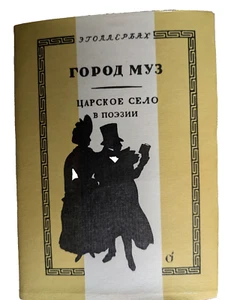 Э. ГОЛЛЕРБАХ
ГОРОД МУЗ
ЦАРСКОЕ СЕЛО
В ПОЭЗИИ